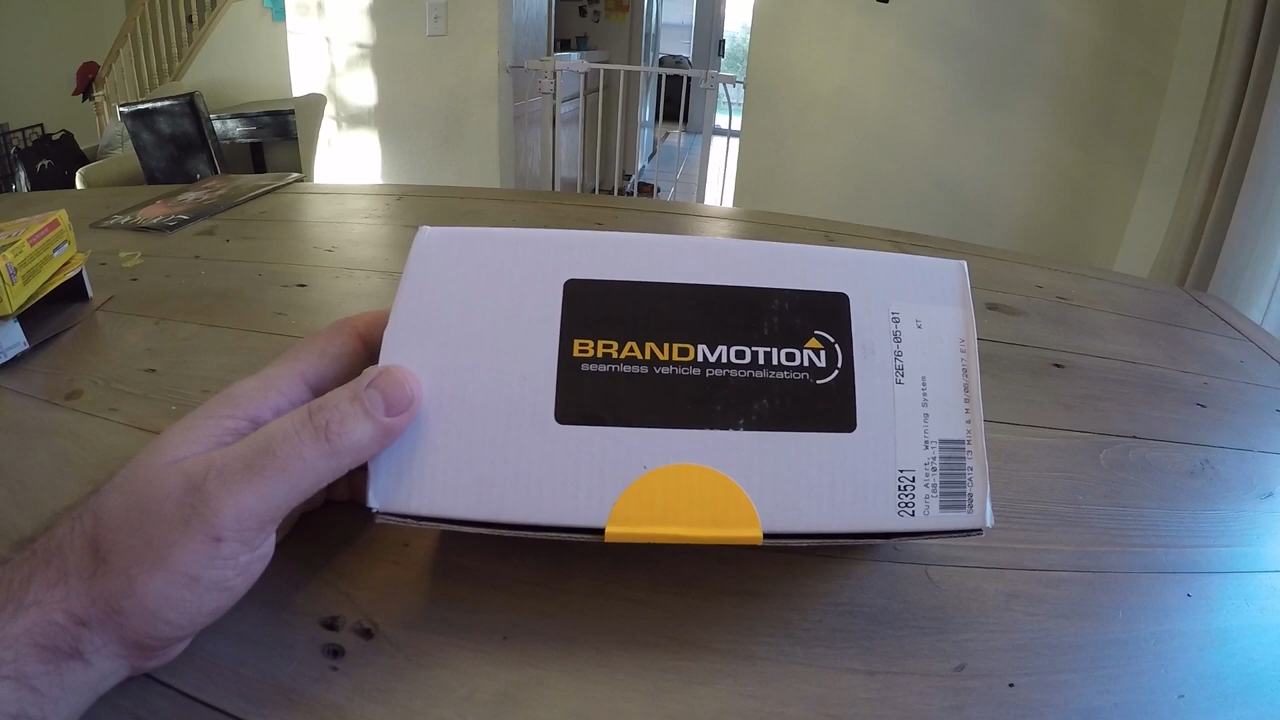 BRANDMOTION
seamless vehicle personalization
F2E76-05-01
KT
283521
Curb Alert, Warning System